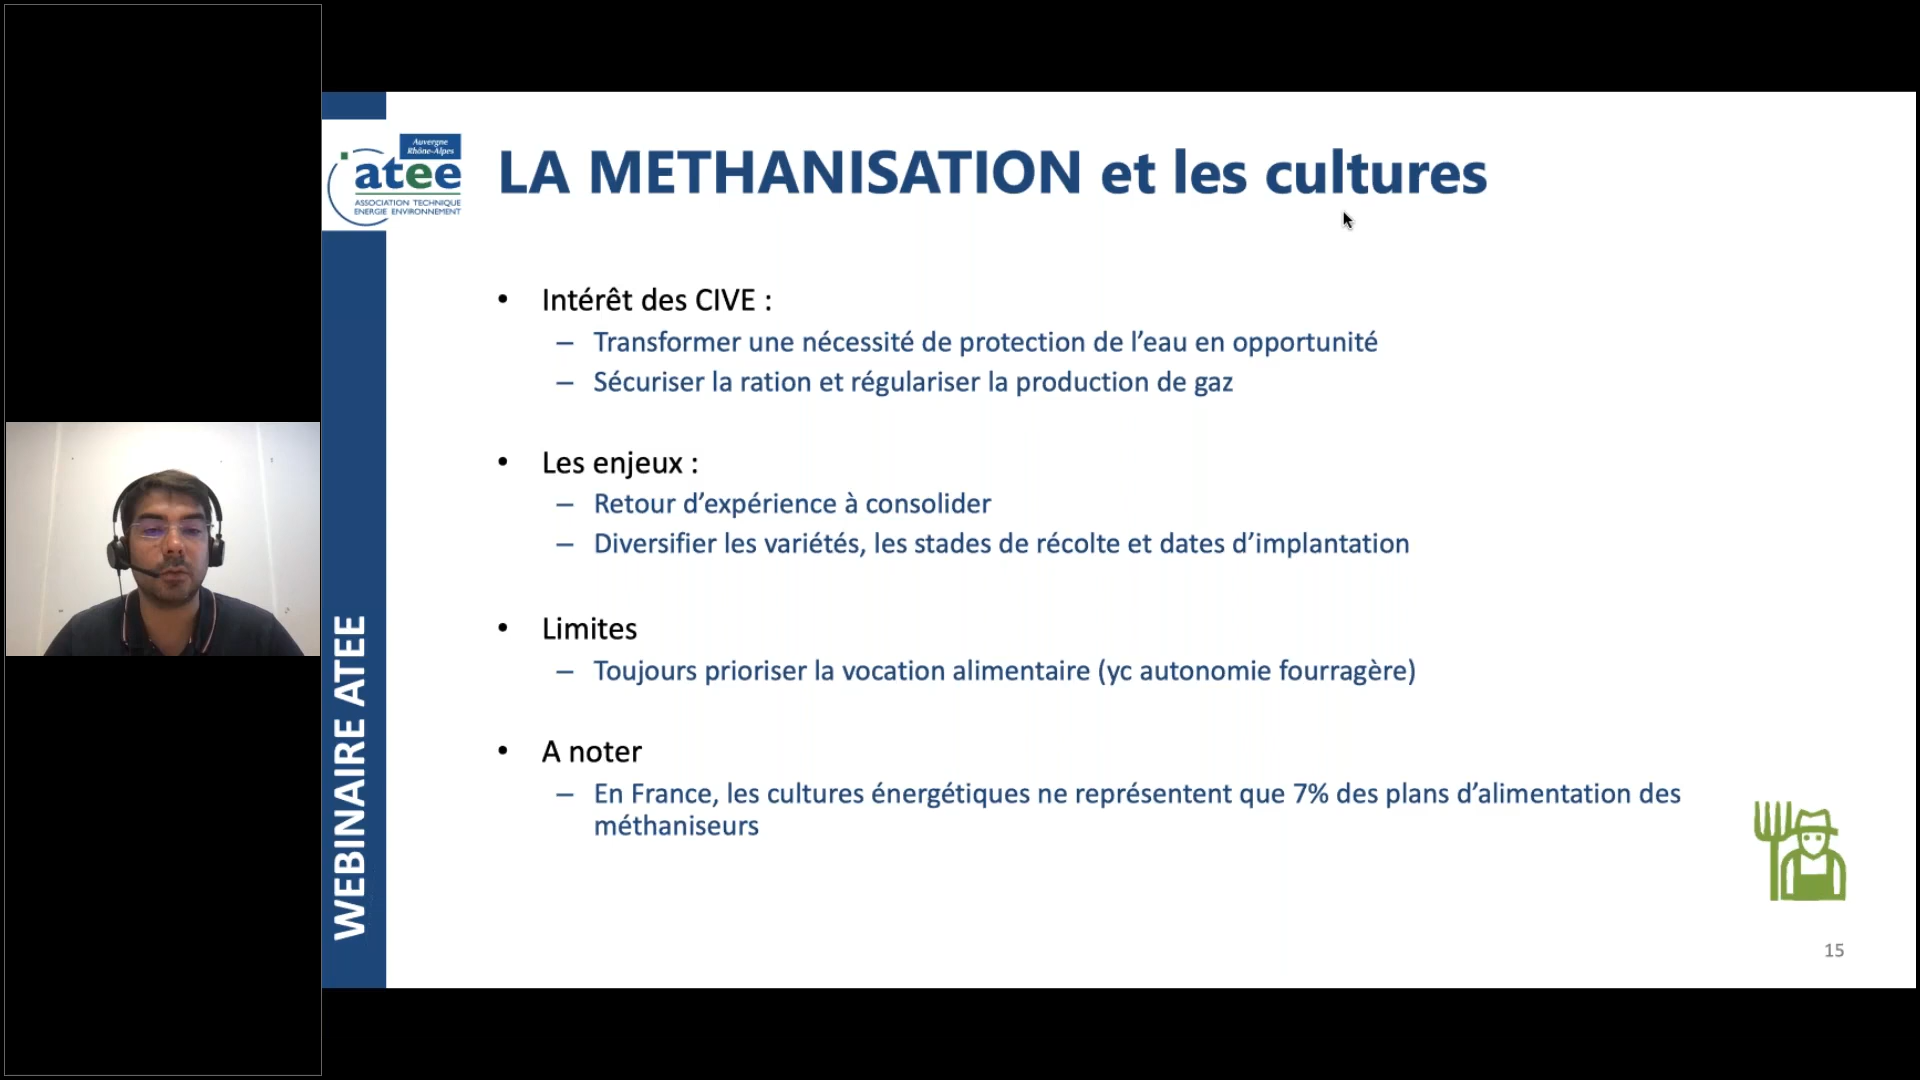 Auvergne
Rhône-Alpes
atee
ASSOCIATION TECHNIQUE
ENERGIE ENVIRONNEMENT
LA METHANISATION et les cultures
• Intérêt des CIVE :
– Transformer une nécessité de protection de l’eau en opportunité
– Sécuriser la ration et régulariser la production de gaz
• Les enjeux :
– Retour d’expérience à consolider
– Diversifier les variétés, les stades de récolte et dates d’implantation
• Limites
– Toujours prioriser la vocation alimentaire (yc autonomie fourragère)
• A noter
– En France, les cultures énergétiques ne représentent que 7% des plans d’alimentation des
méthaniseurs
WEBINAIRE ATEE
15